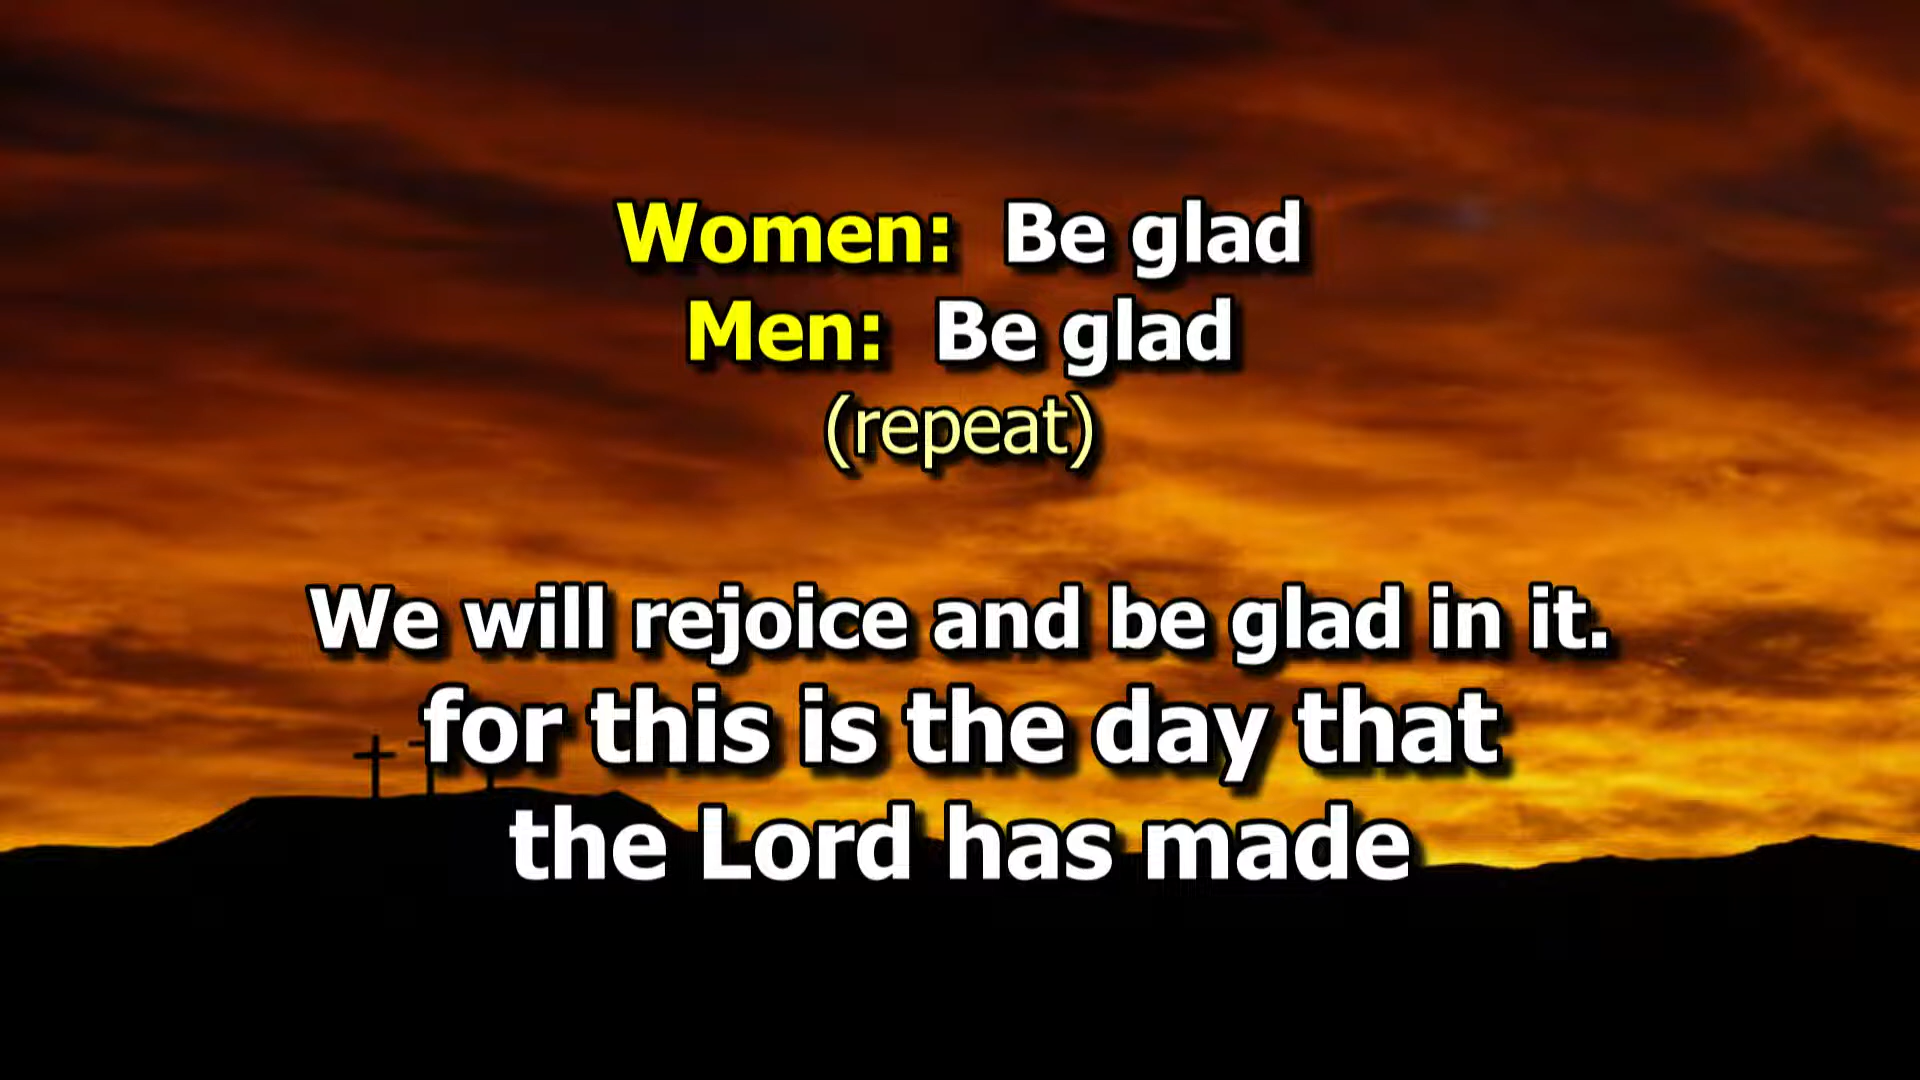 Women: Be glad
Men: Be glad
(repeat)
We will rejoice and be glad in it.
for this is the day that
the Lord has made